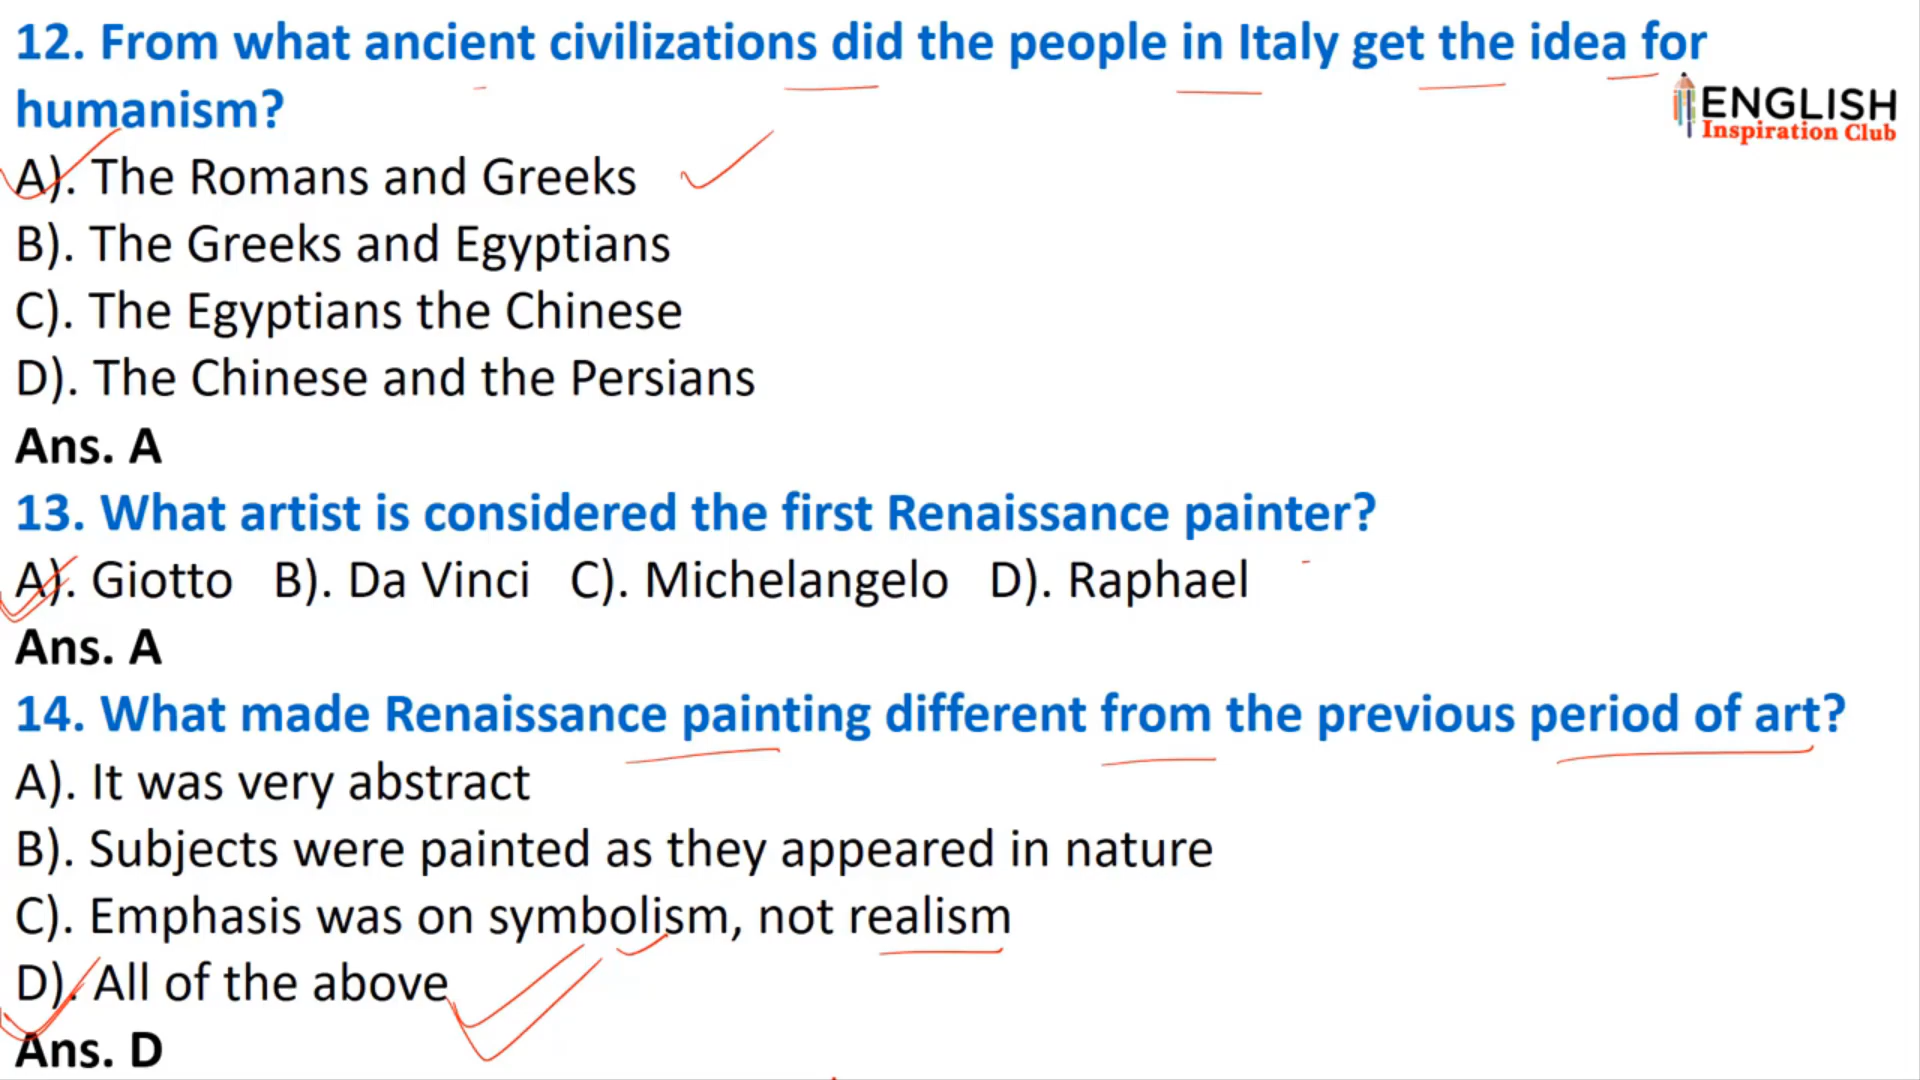 12. From what ancient civilizations did the people in Italy get the idea for
humanism?
ENGLISH
Inspiration Club
A). The Romans and Greeks
B). The Greeks and Egyptians
C). The Egyptians the Chinese
D). The Chinese and the Persians
Ans. A
13. What artist is considered the first Renaissance painter?
A). Giotto B). Da Vinci C). Michelangelo D). Raphael
Ans. A
14. What made Renaissance painting different from the previous period of art?
A). It was very abstract
B). Subjects were painted as they appeared in nature
C). Emphasis was on symbolism, not realism
D). All of the above
Ans. D